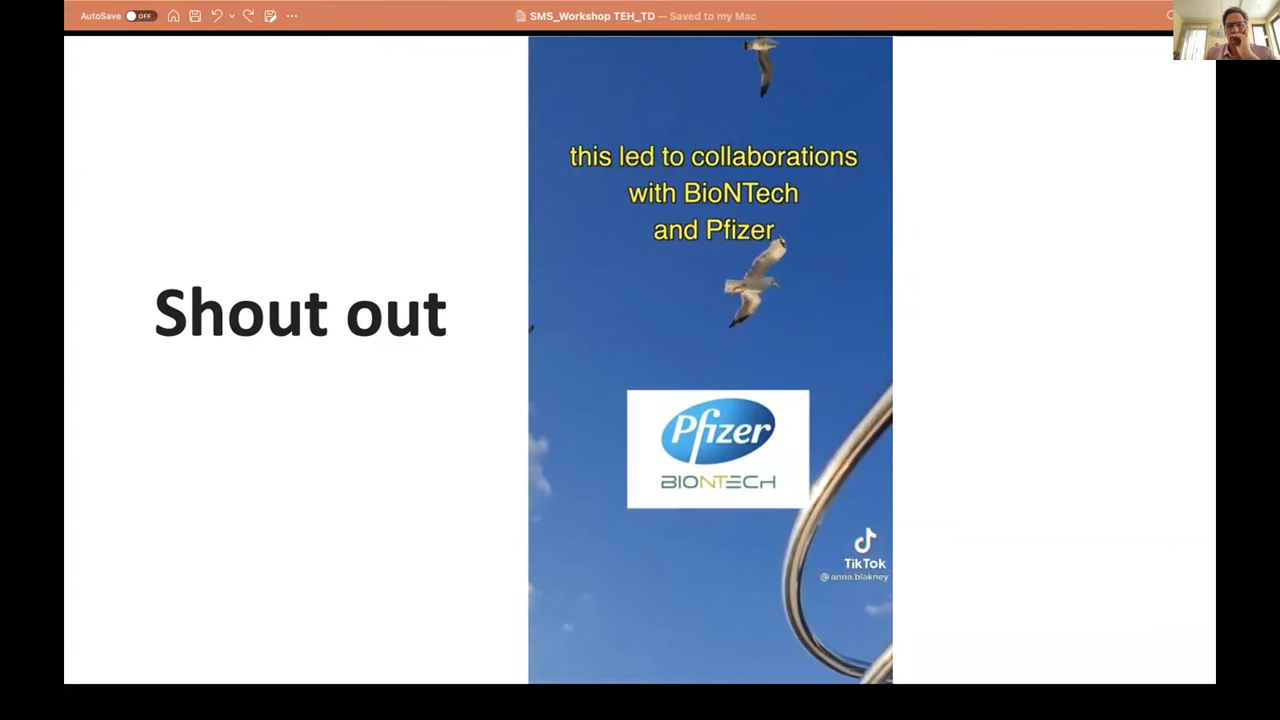 AutoSave OFF
SMS_Workshop TEH_TD — Saved to my Mac
this led to collaborations
with BioNTech
and Pfizer
Shout out
Pfizer
BIONTECH
TikTok
@anna.blakney